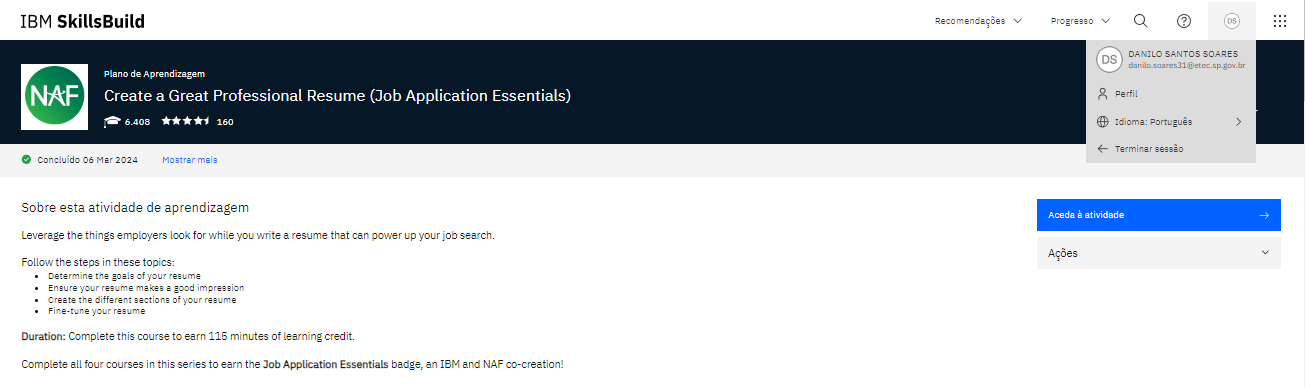 IBM SkillsBuild
Recomendações
Progresso
DS
DS
DANILO SANTOS SOARES
danilo.soares31@etec.sp.gov.br
Perfil
Idioma: Português
Terminar sessão
NAF
Plano de Aprendizagem
Create a Great Professional Resume (Job Application Essentials)
6.408 160
Concluído 06 Mar 2024 Mostrar mais
Sobre esta atividade de aprendizagem
Leverage the things employers look for while you write a resume that can power up your job search.
Follow the steps in these topics:
• Determine the goals of your resume
• Ensure your resume makes a good impression
• Create the different sections of your resume
• Fine-tune your resume
Duration: Complete this course to earn 115 minutes of learning credit.
Complete all four courses in this series to earn the Job Application Essentials badge, an IBM and NAF co-creation!
Aceda à atividade
Ações